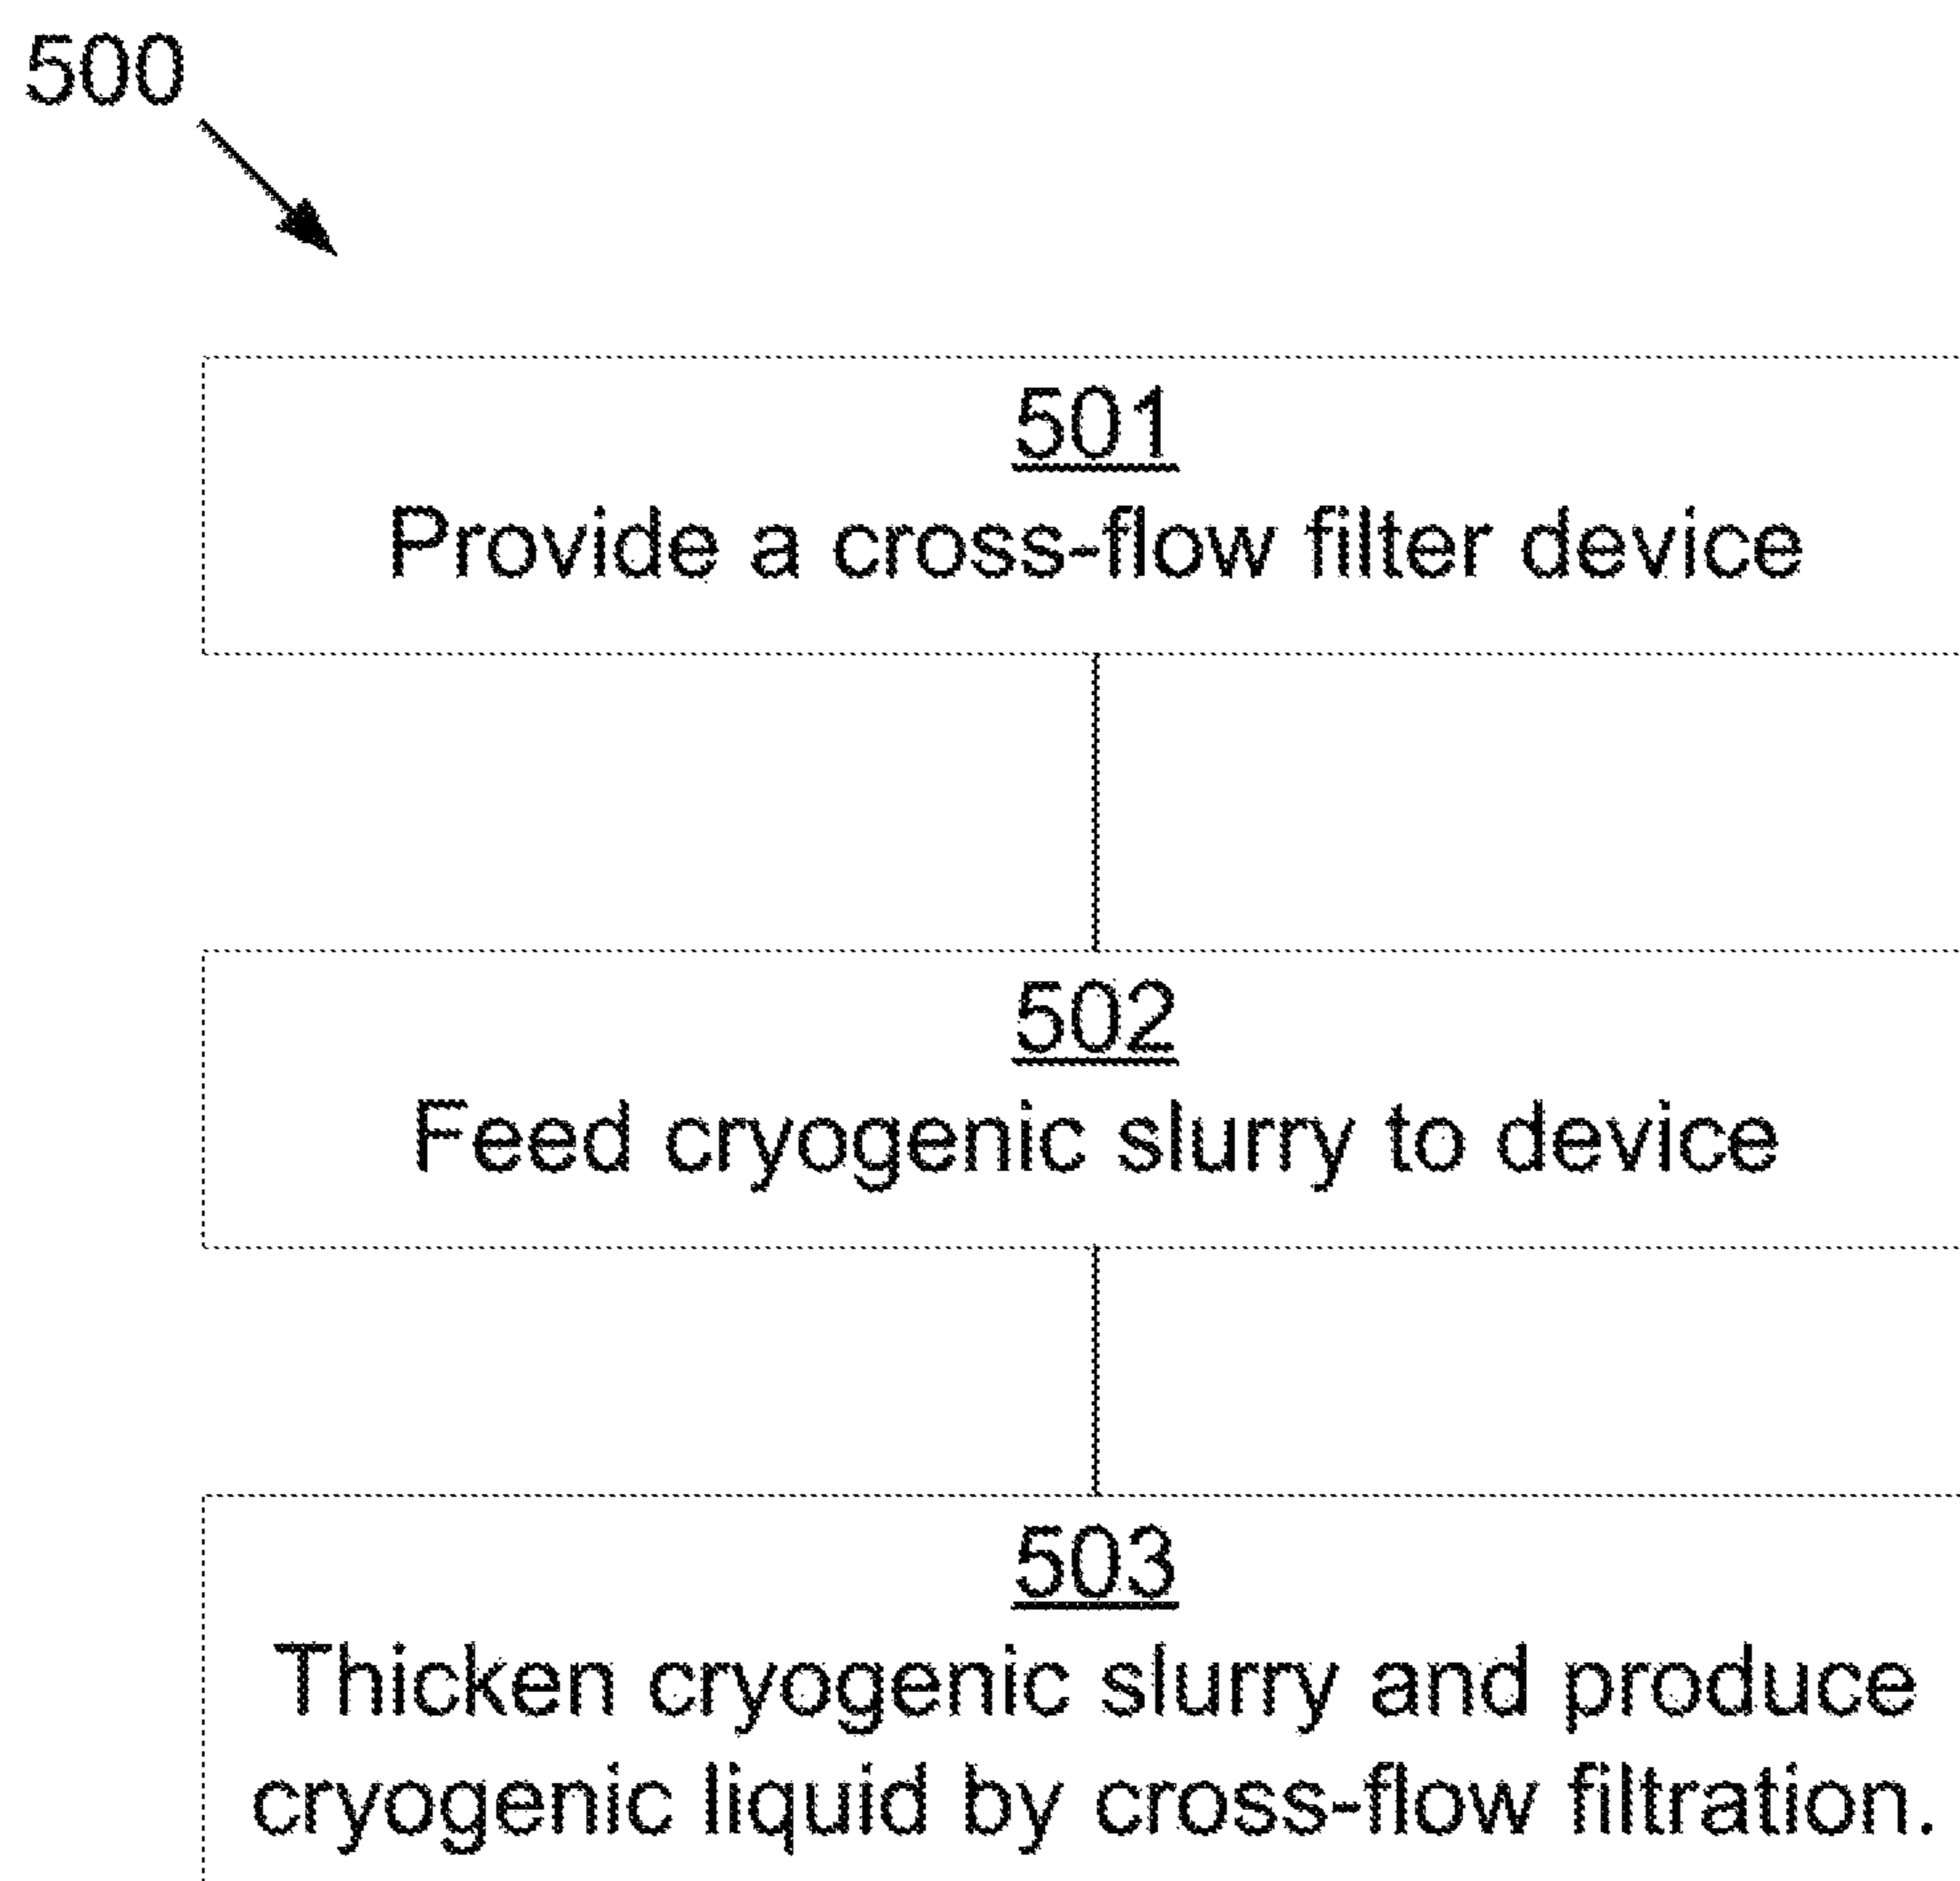 500
501
Provide a cross-flow filter device
502
Feed cryogenic slurry to device
503
Thicken cryogenic slurry and produce
cryogenic liquid by cross-flow filtration.